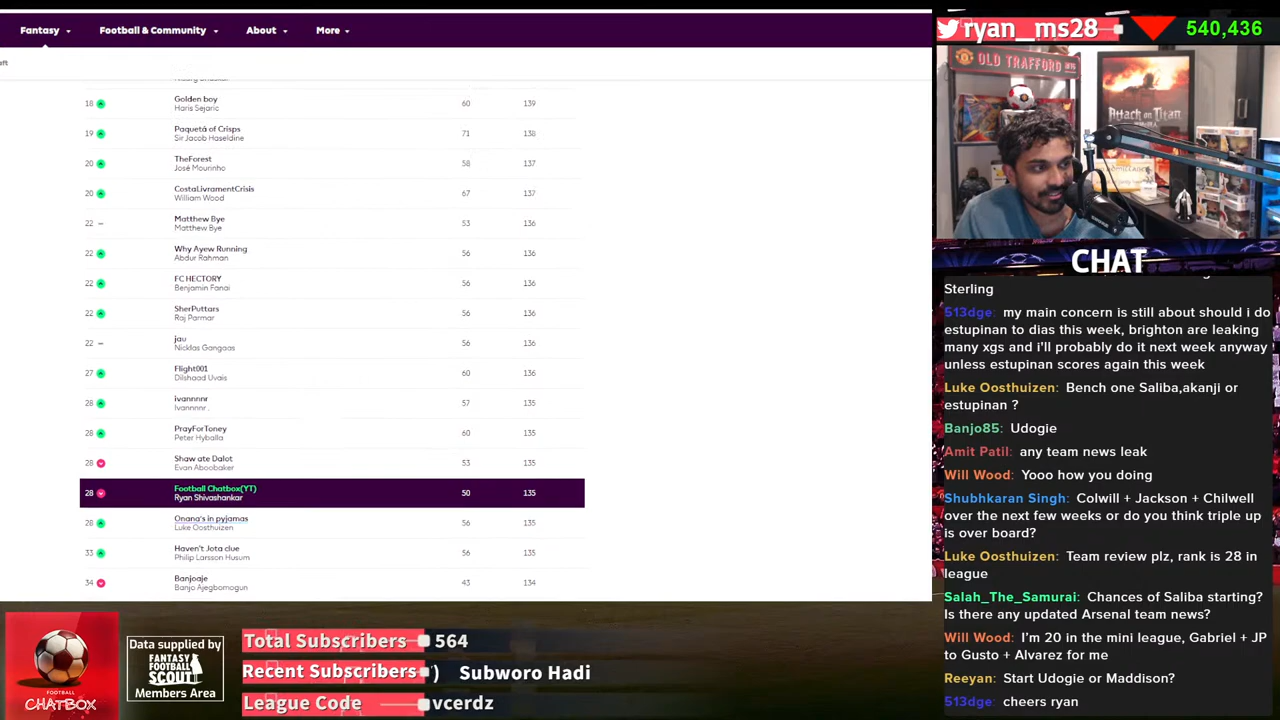 Fantasy Football & Community About More
ryan_ms28 540,436
OLD TRAFFORD
Attack on Titan
18 Golden boy 60 139
Haris Sejaric
19 Paquetá of Crisps 71 138
Sir Jacob Haseldine
20 TheForest 58 137
José Mourinho
20 CostaLivramentCrisis 67 137
William Wood
22 Matthew Bye 53 136
Matthew Bye
22 Why Ayew Running 56 136
Abdur Rahman
22 FC HECTORY 56 136
Benjamin Fanai
22 SherPuttars 56 136
Raj Parmar
22 jau 56 136
Nicklas Gangaas
27 Flight001 60 136
Dilshaad Uvais
28 ivannnnr 57 135
Ivannnnr .
28 PrayForToney 60 135
Peter Hyballa
28 Shaw ate Dalot 53 135
Evan Aboobaker
28 Football Chatbox(YT) 50 135
Ryan Shivashankar
28 Onana's in pyjamas 56 135
Luke Oosthuizen
33 Haven't Jota clue 56 135
Philip Larsson Husum
34 Banjoaje 43 134
Banjo Ajegbomogun
CHAT
Sterling
513dge: my main concern is still about should i do
estupinan to dias this week, brighton are leaking
many xgs and i'll probably do it next week anyway
unless estupinan scores again this week
Luke Oosthuizen: Bench one Saliba,akanji or
estupinan ?
Banjo85: Udogie
Amit Patil: any team news leak
Will Wood: Yooo how you doing
Shubhkaran Singh: Colwill + Jackson + Chilwell
over the next few weeks or do you think triple up
is over board?
Luke Oosthuizen: Team review plz, rank is 28 in
league
Salah_The_Samurai: Chances of Saliba starting?
Is there any updated Arsenal team news?
Will Wood: I'm 20 in the mini league, Gabriel + JP
to Gusto + Alvarez for me
Reeyan: Start Udogie or Maddison?
513dge: cheers ryan
FOOTBALL
CHATBOX
Data supplied by
FANTASY
FOOTBALL
SCOUT
Members Area
Total Subscribers 564
Recent Subscribers ') Subworo Hadi
League Code vcerdz